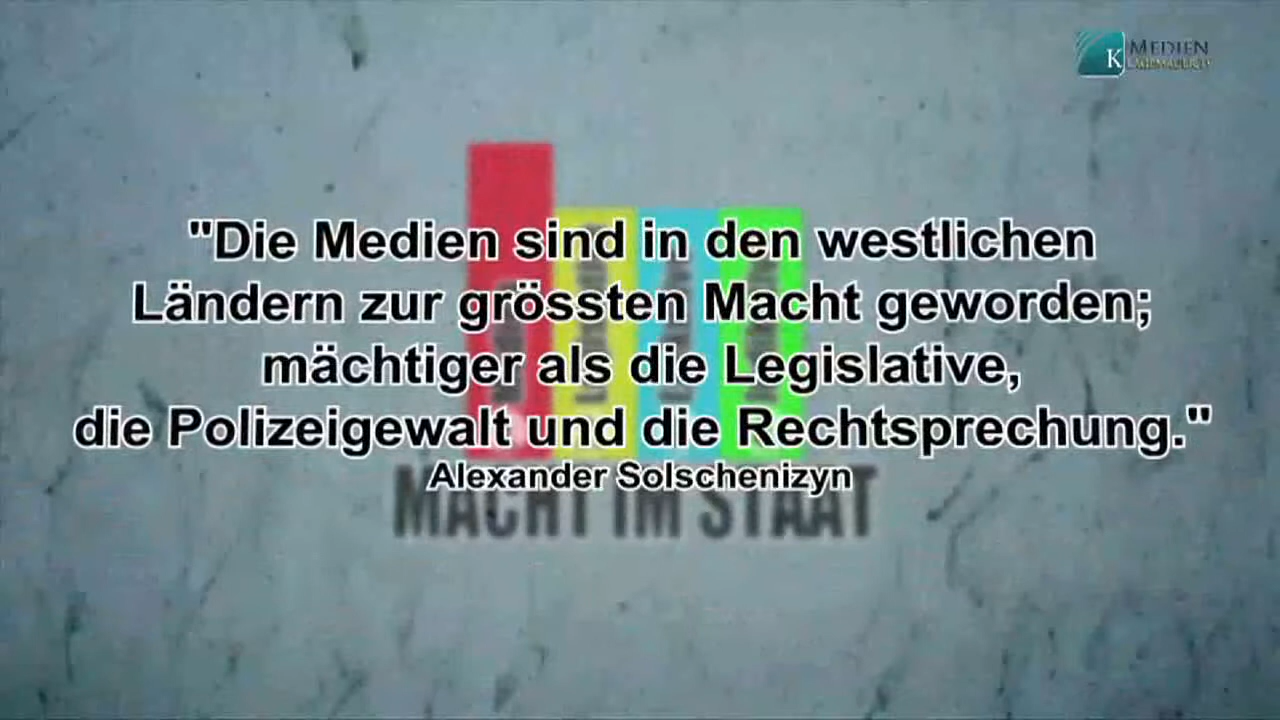 MEDIEN
"Die Medien sind in den westlichen
Ländern zur grössten Macht geworden;
mächtiger als die Legislative,
die Polizeigewalt und die Rechtsprechung."
Alexander Solschenizyn
MACHT IM STAAT